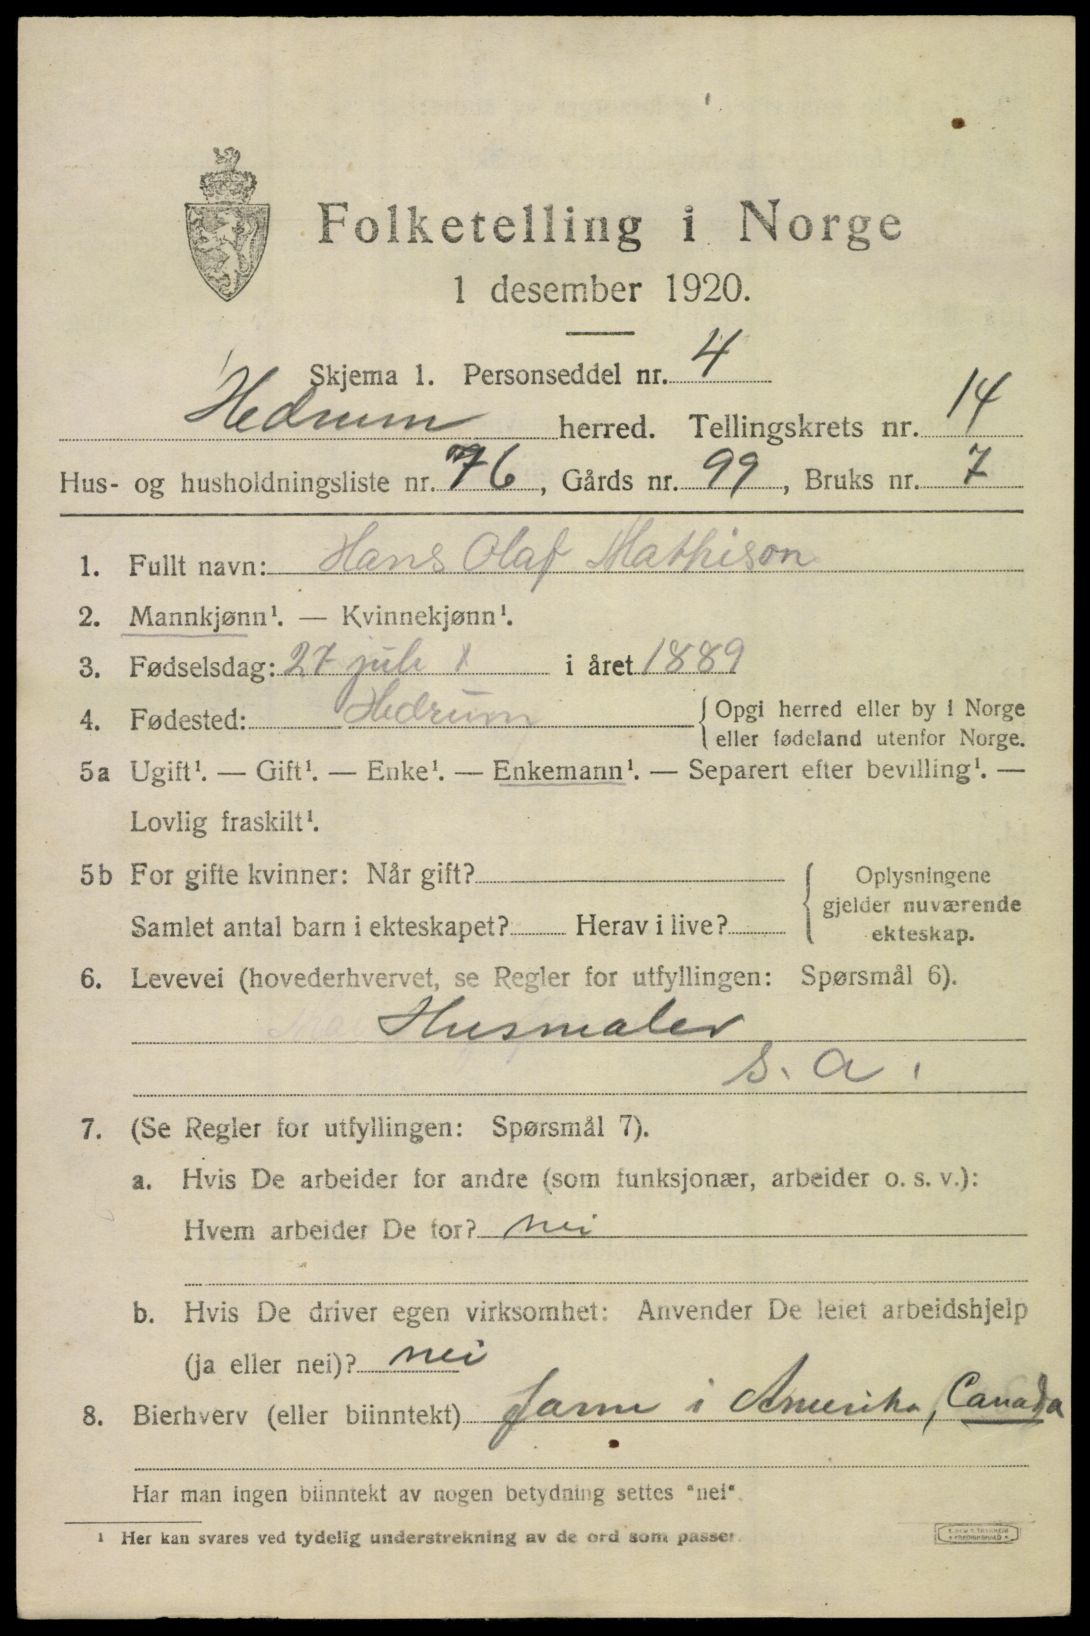 Folketelling i Norge
1 desember 1920.
Skjema 1. Personseddel nr. 4
Hedrum herred. Tellingskrets nr. 14
Hus- og husholdningsliste nr. 76, Gårds nr. 99, Bruks nr. 7
1. Fullt navn: Hans Olaf Mathison
2. Mannkjønn¹. — Kvinnekjønn¹.
3. Fødselsdag: 27 juli x i året 1889
4. Fødested: Hedrum { Opgi herred eller by i Norge
eller fødeland utenfor Norge.
5a Ugift¹. — Gift¹. — Enke¹. — Enkemann¹. — Separert efter bevilling¹. —
Lovlig fraskilt¹.
5b For gifte kvinner: Når gift?
Samlet antal barn i ekteskapet? Herav i live?
{ Oplysningene
gjelder nuværende
ekteskap.
6. Levevei (hovederhvervet, se Regler for utfyllingen: Spørsmål 6).
Husmaler
s. a.
7. (Se Regler for utfyllingen: Spørsmål 7).
a. Hvis De arbeider for andre (som funksjonær, arbeider o. s. v.):
Hvem arbeider De for? nei
b. Hvis De driver egen virksomhet: Anvender De leiet arbeidshjelp
(ja eller nei)? nei
8. Bierhverv (eller biinntekt) farm i Amerika, Canada
Har man ingen biinntekt av nogen betydning settes "nei".
¹ Her kan svares ved tydelig understrekning av de ord som passer.